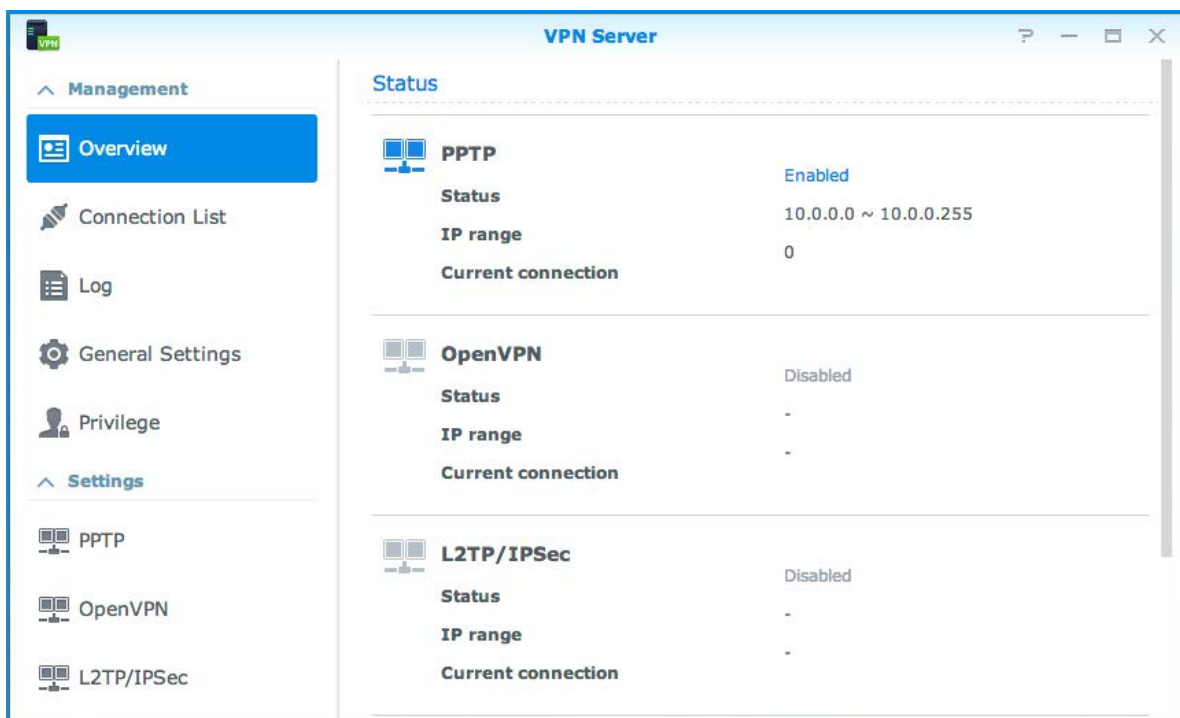 VPN
VPN Server
Management
Overview
Connection List
Log
General Settings
Privilege
Settings
PPTP
OpenVPN
L2TP/IPSec
Status
PPTP
Status Enabled
IP range 10.0.0.0 ~ 10.0.0.255
Current connection 0
OpenVPN
Status Disabled
IP range -
Current connection -
L2TP/IPSec
Status Disabled
IP range -
Current connection -